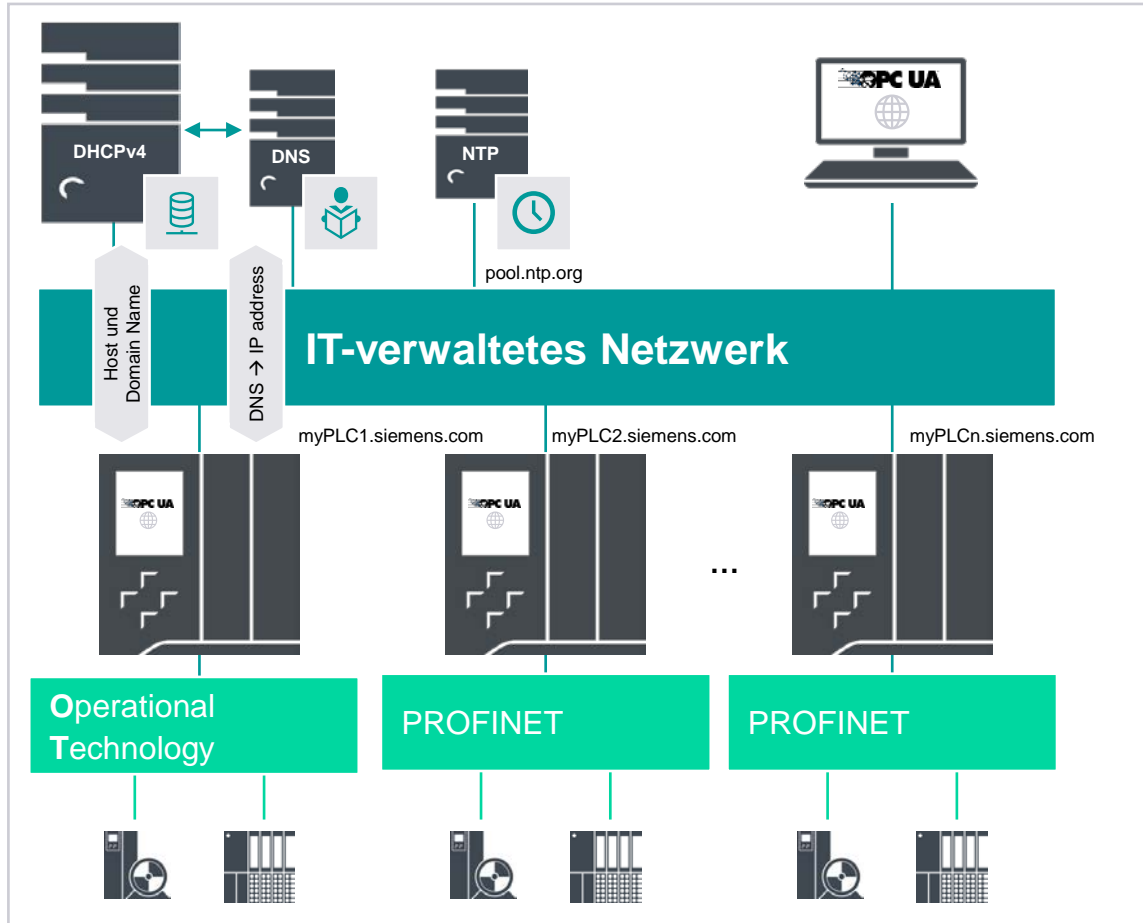 DHCPv4
DNS
NTP
OPC UA
pool.ntp.org
Host und
Domain Name
DNS → IP address
IT-verwaltetes Netzwerk
myPLC1.siemens.com
myPLC2.siemens.com
myPLCn.siemens.com
OPC UA
OPC UA
OPC UA
...
Operational
Technology
PROFINET
PROFINET